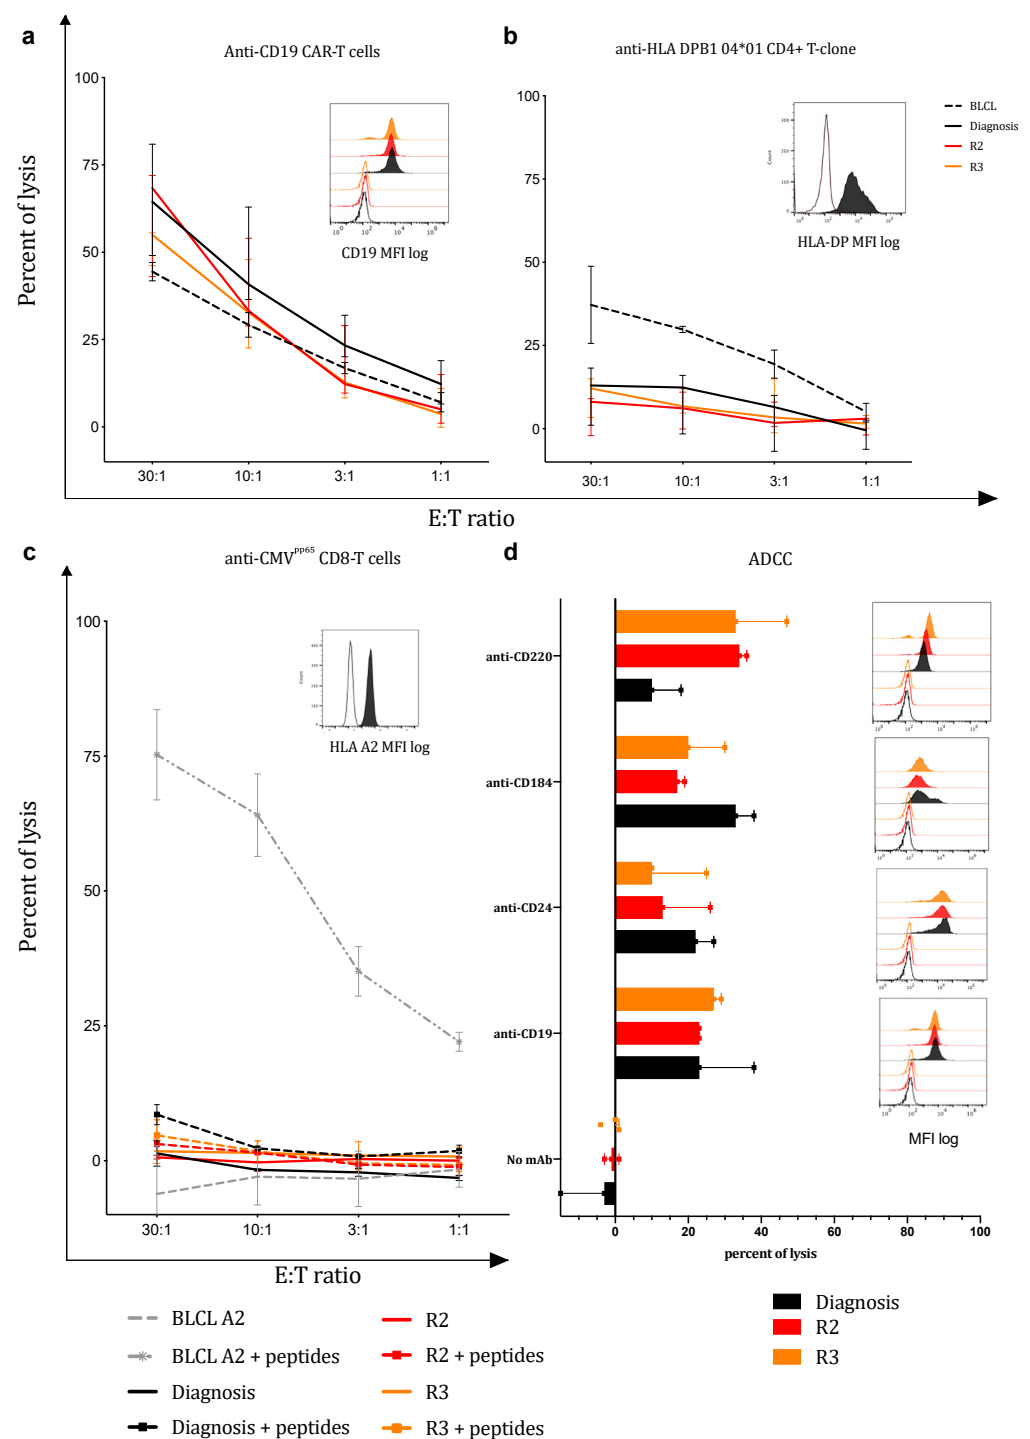 a
Anti-CD19 CAR-T cells
Percent of lysis
100
75
50
25
0
30:1 10:1 3:1 1:1
CD19 MFI log
b
anti-HLA DPB1 04*01 CD4+ T-clone
100
75
50
25
0
30:1 10:1 3:1 1:1
Count
HLA-DP MFI log
BLCL
Diagnosis
R2
R3
E:T ratio
c
anti-CMVpp65 CD8-T cells
Percent of lysis
100
75
50
25
0
30:1 10:1 3:1 1:1
Count
HLA A2 MFI log
E:T ratio
BLCL A2
BLCL A2 + peptides
Diagnosis
Diagnosis + peptides
R2
R2 + peptides
R3
R3 + peptides
d
ADCC
anti-CD220
anti-CD184
anti-CD24
anti-CD19
No mAb
0 20 40 60 80 100
percent of lysis
MFI log
Diagnosis
R2
R3